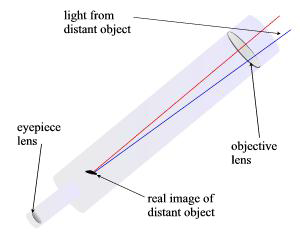 light from
distant object
eyepiece
lens
objective
lens
real image of
distant object